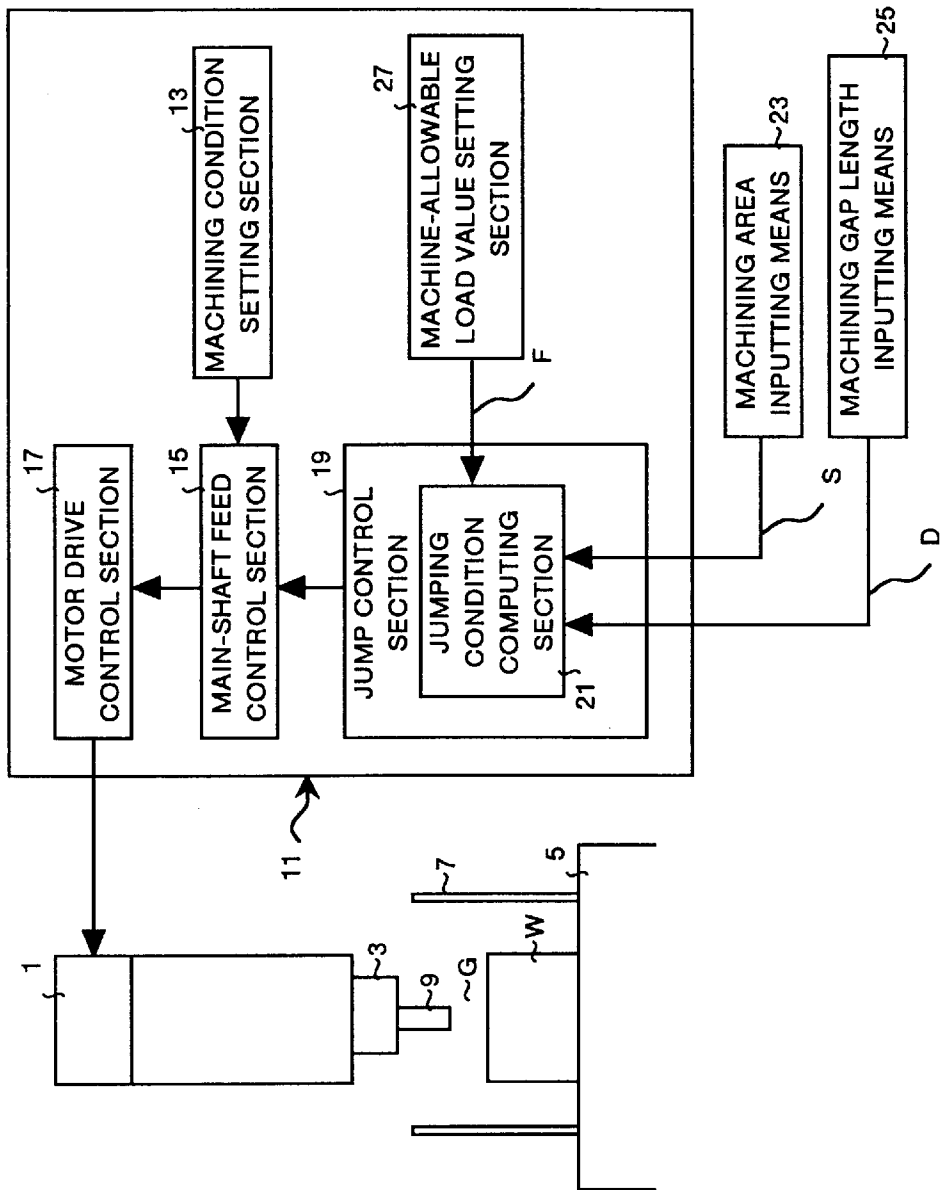 1
3
9
G
W
7
5
11
17
MOTOR DRIVE
CONTROL SECTION
15
MAIN-SHAFT FEED
CONTROL SECTION
13
MACHINING CONDITION
SETTING SECTION
19
JUMP CONTROL
SECTION
JUMPING
CONDITION
COMPUTING
SECTION
21
27
MACHINE-ALLOWABLE
LOAD VALUE SETTING
SECTION
F
23
MACHINING AREA
INPUTTING MEANS
S
25
MACHINING GAP LENGTH
INPUTTING MEANS
D